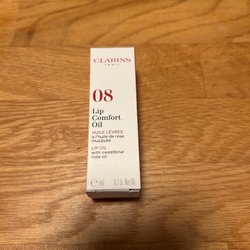 CLARINS
PARIS
08
Lip
Comfort
Oil
HUILE LÈVRES
à l'huile de rose
musquée
LIP OIL
with sweetbriar
rose oil